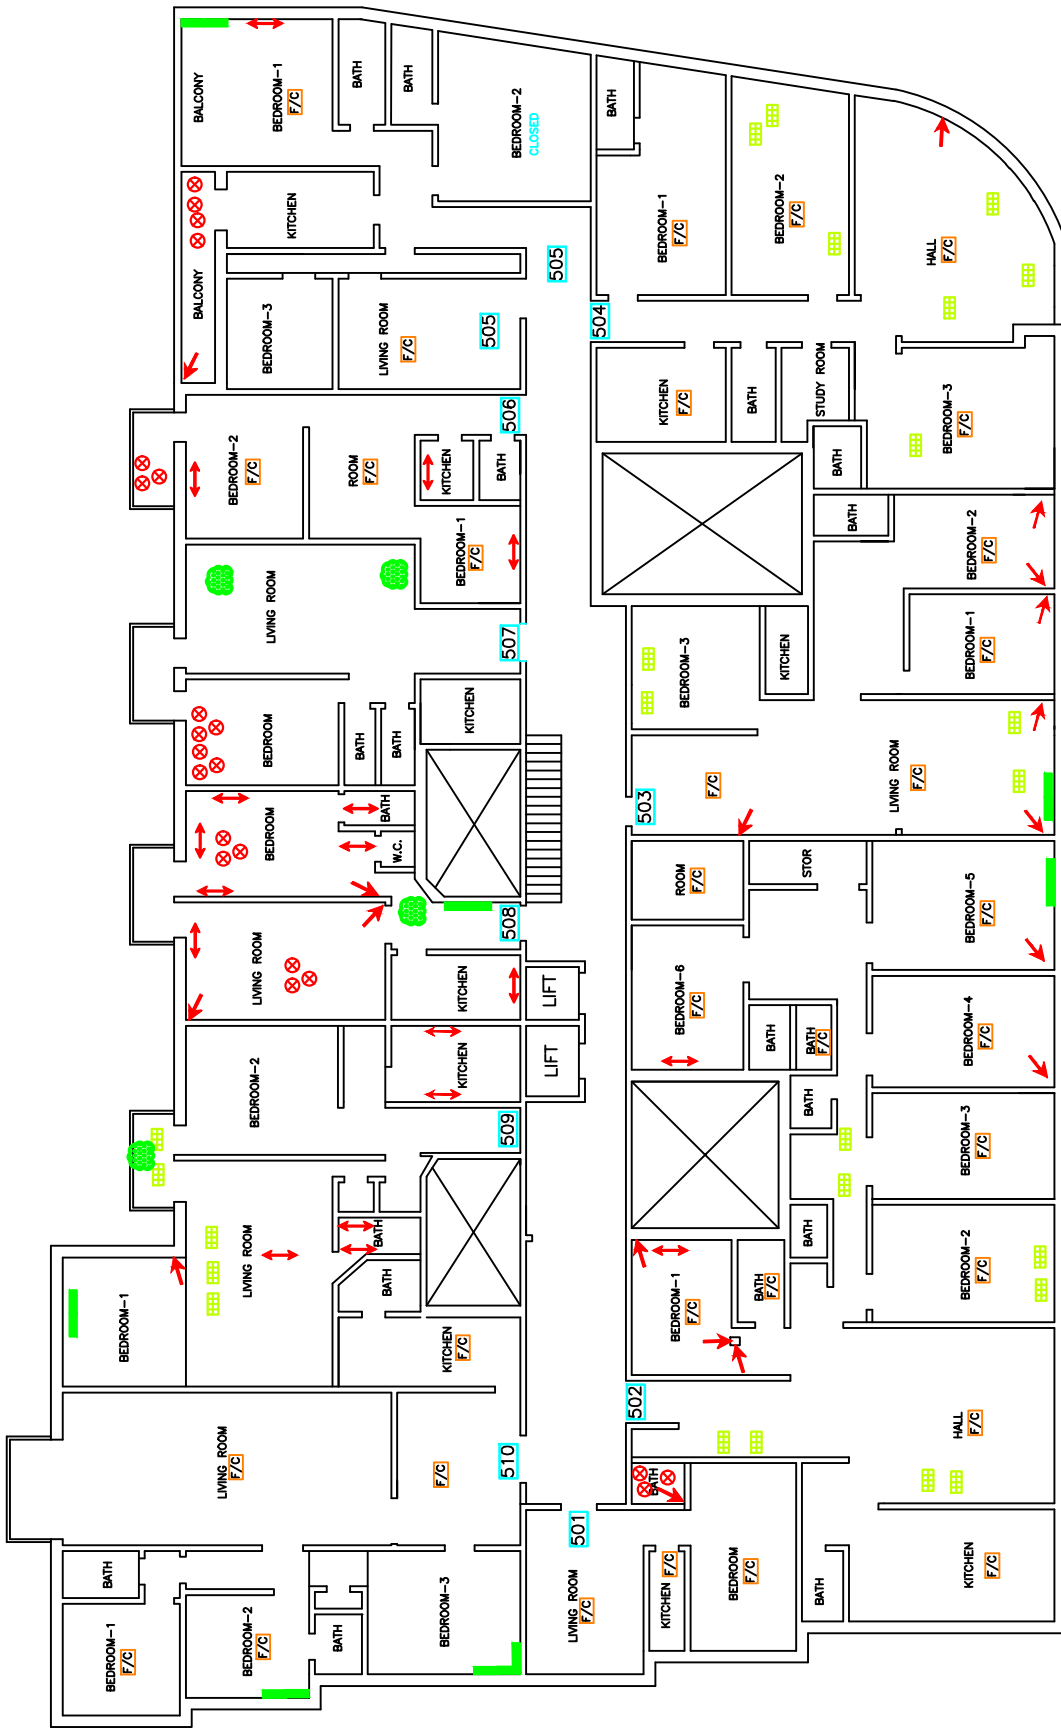 BALCONY
BEDROOM-1
F/C
BATH
BATH
BEDROOM-2
CLOSED
BATH
BEDROOM-1
F/C
BEDROOM-2
F/C
HALL
F/C
KITCHEN
BALCONY
BEDROOM-3
LIVING ROOM
F/C
505
505
504
KITCHEN
F/C
BATH
STUDY ROOM
BEDROOM-3
F/C
BATH
506
BEDROOM-2
F/C
ROOM
F/C
KITCHEN
BATH
BEDROOM-1
F/C
BATH
BEDROOM-2
F/C
BEDROOM-1
F/C
LIVING ROOM
507
KITCHEN
BEDROOM-3
KITCHEN
BEDROOM
BATH
BATH
F/C
LIVING ROOM
F/C
503
BEDROOM
BATH
W.C.
ROOM
F/C
STOR
BEDROOM-5
F/C
508
LIVING ROOM
KITCHEN
LIFT
BEDROOM-6
F/C
BEDROOM-4
F/C
BATH
BATH
F/C
BEDROOM-2
KITCHEN
LIFT
509
BATH
BEDROOM-3
F/C
LIVING ROOM
BATH
BATH
BATH
BEDROOM-2
F/C
BEDROOM-1
KITCHEN
F/C
BEDROOM-1
F/C
BATH
F/C
502
HALL
F/C
LIVING ROOM
F/C
F/C
510
BATH
501
BATH
BEDROOM-1
F/C
BEDROOM-2
F/C
BATH
BEDROOM-3
LIVING ROOM
F/C
KITCHEN
F/C
BEDROOM
F/C
BATH
KITCHEN
F/C